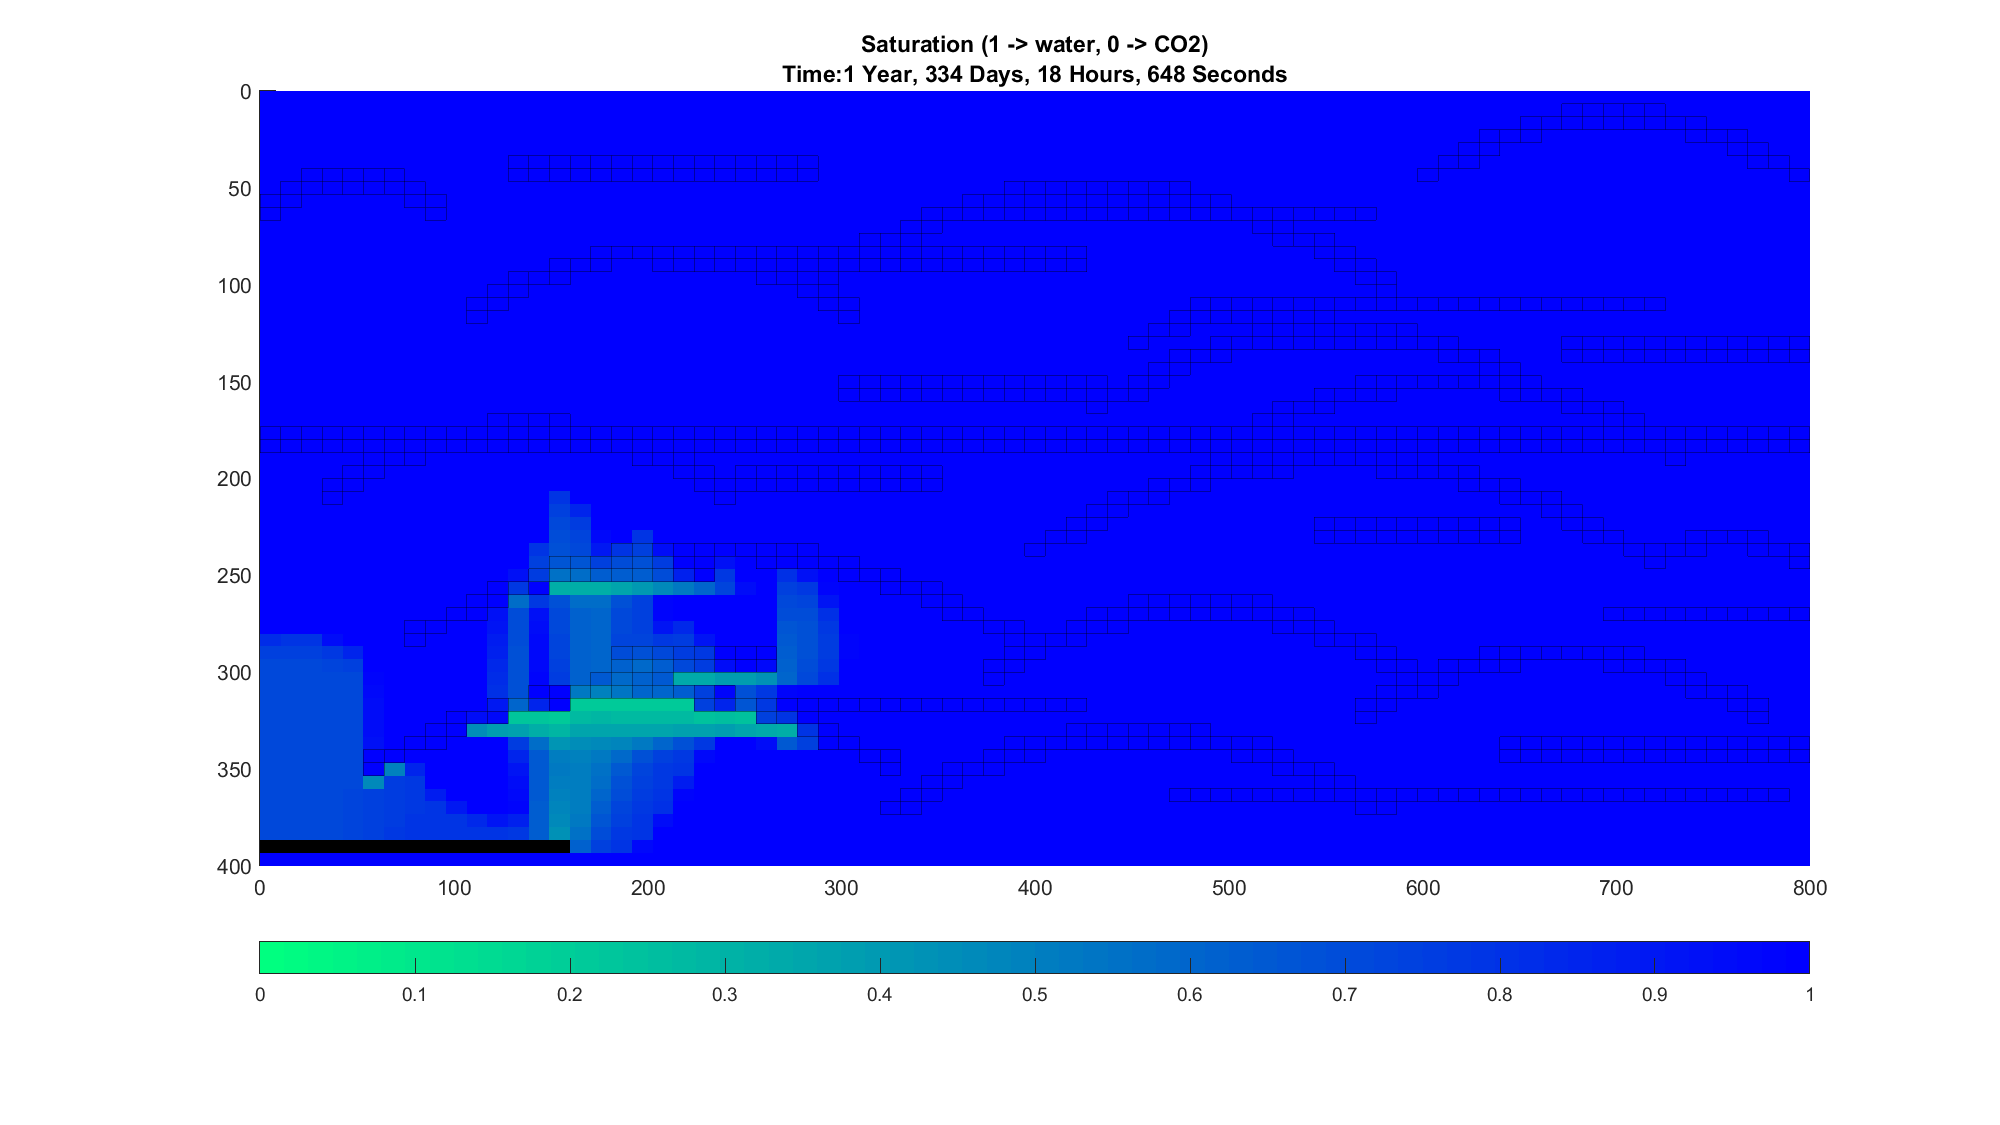 Saturation (1 -> water, 0 -> CO2)
Time:1 Year, 334 Days, 18 Hours, 648 Seconds
0
50
100
150
200
250
300
350
400
0 100 200 300 400 500 600 700 800
0 0.1 0.2 0.3 0.4 0.5 0.6 0.7 0.8 0.9 1